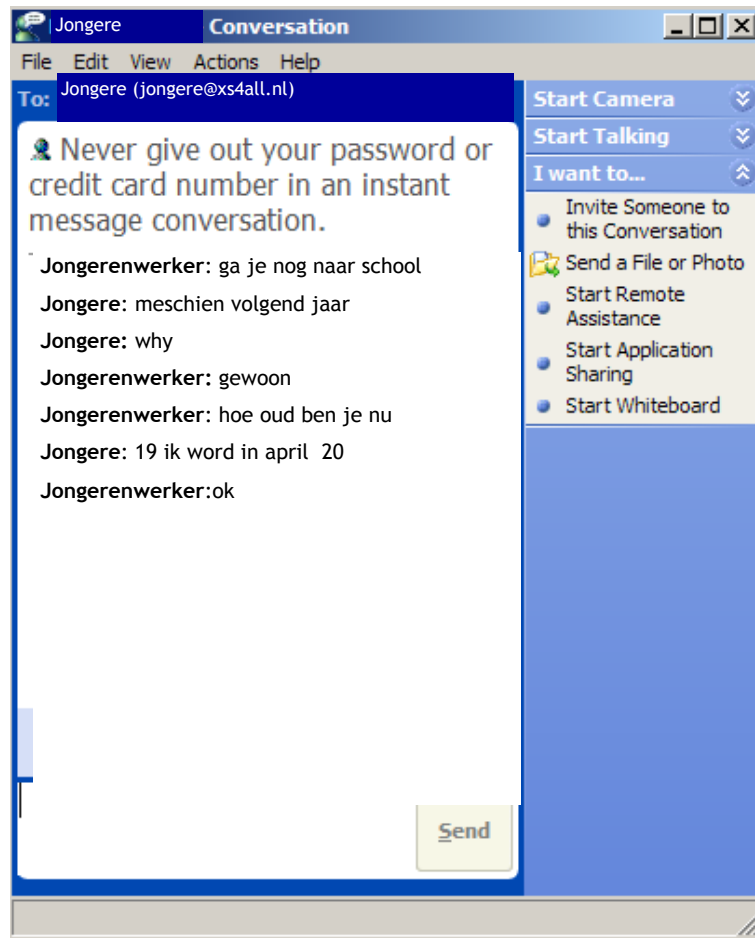 Jongere Conversation
File Edit View Actions Help
To: Jongere (jongere@xs4all.nl)
Never give out your password or
credit card number in an instant
message conversation.
Jongerenwerker: ga je nog naar school
Jongere: meschien volgend jaar
Jongere: why
Jongerenwerker: gewoon
Jongerenwerker: hoe oud ben je nu
Jongere: 19 ik word in april 20
Jongerenwerker:ok
Send
Start Camera
Start Talking
I want to...
Invite Someone to
this Conversation
Send a File or Photo
Start Remote
Assistance
Start Application
Sharing
Start Whiteboard